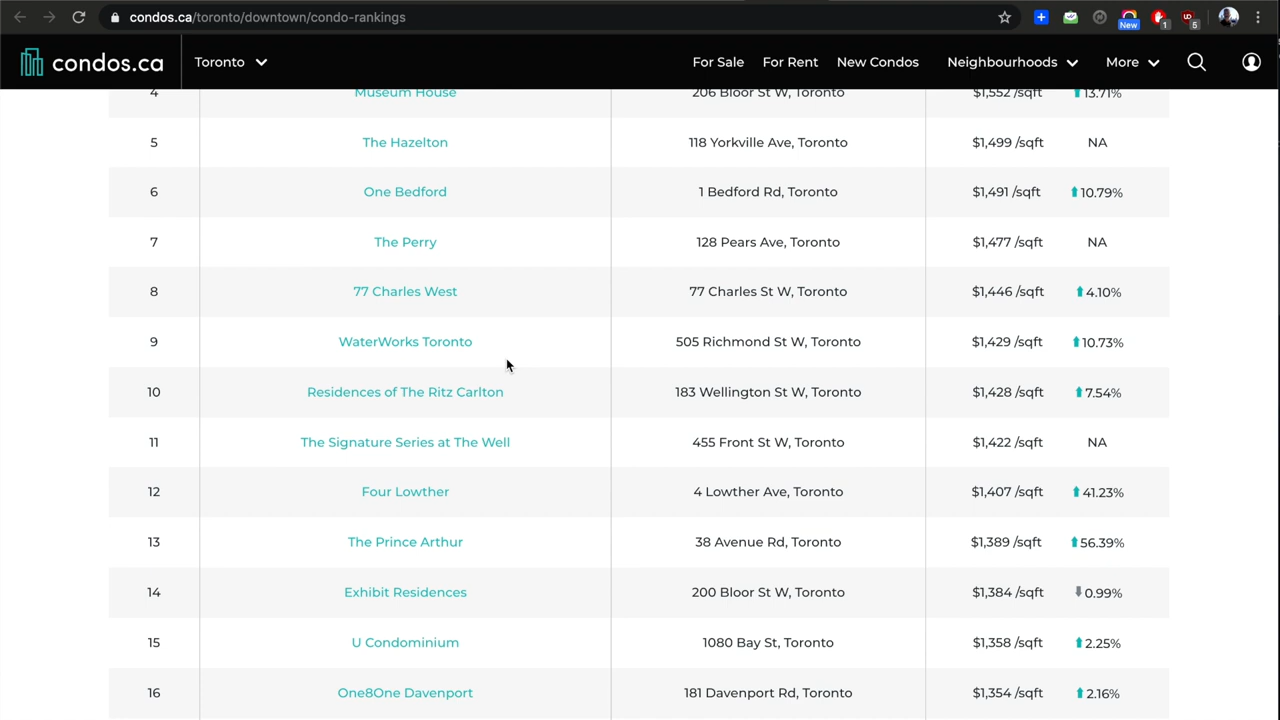 condos.ca/toronto/downtown/condo-rankings
New
1
5
condos.ca
Toronto
For Sale
For Rent
New Condos
Neighbourhoods
More
4 Museum House 206 Bloor St W, Toronto $1,552 /sqft 13.71%
5 The Hazelton 118 Yorkville Ave, Toronto $1,499 /sqft NA
6 One Bedford 1 Bedford Rd, Toronto $1,491 /sqft 10.79%
7 The Perry 128 Pears Ave, Toronto $1,477 /sqft NA
8 77 Charles West 77 Charles St W, Toronto $1,446 /sqft 4.10%
9 WaterWorks Toronto 505 Richmond St W, Toronto $1,429 /sqft 10.73%
10 Residences of The Ritz Carlton 183 Wellington St W, Toronto $1,428 /sqft 7.54%
11 The Signature Series at The Well 455 Front St W, Toronto $1,422 /sqft NA
12 Four Lowther 4 Lowther Ave, Toronto $1,407 /sqft 41.23%
13 The Prince Arthur 38 Avenue Rd, Toronto $1,389 /sqft 56.39%
14 Exhibit Residences 200 Bloor St W, Toronto $1,384 /sqft 0.99%
15 U Condominium 1080 Bay St, Toronto $1,358 /sqft 2.25%
16 One8One Davenport 181 Davenport Rd, Toronto $1,354 /sqft 2.16%